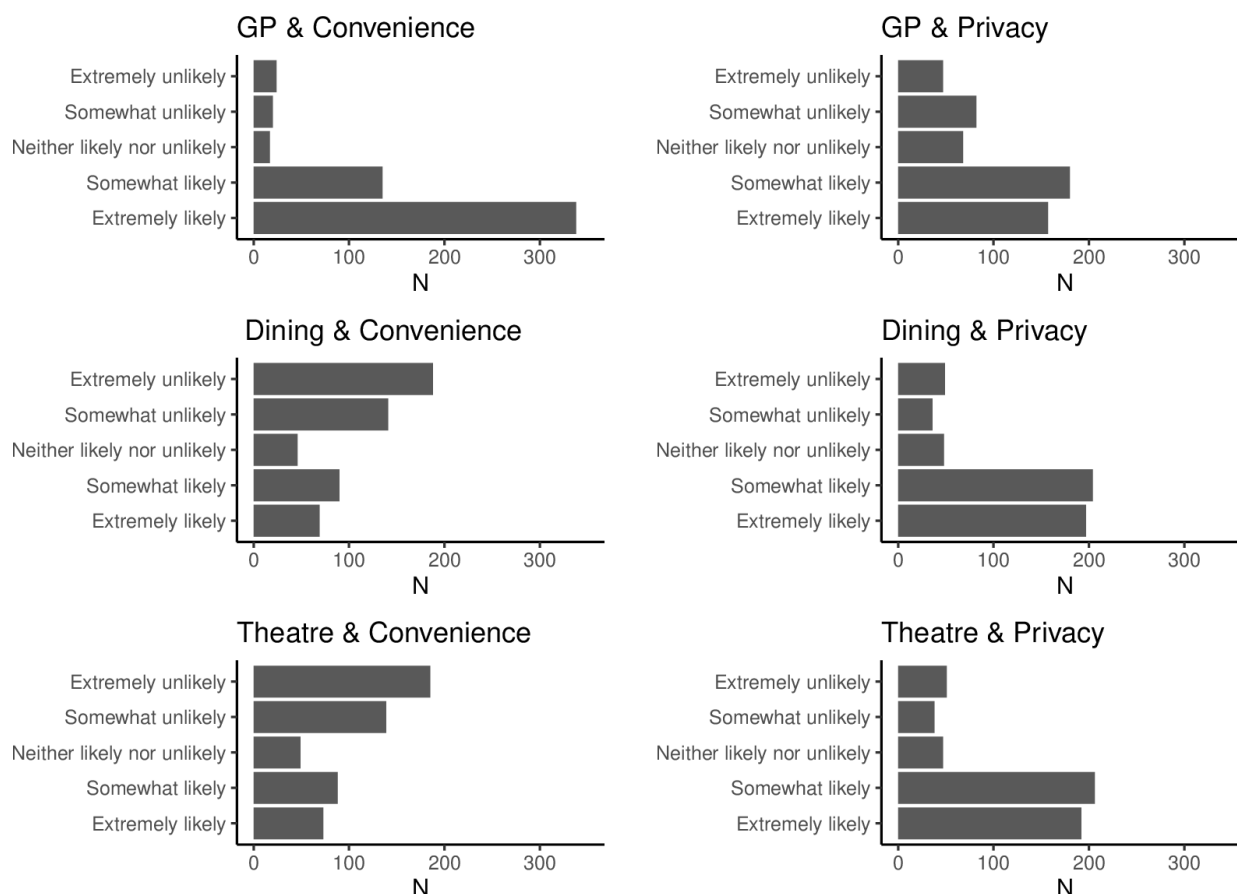 GP & Convenience
Extremely unlikely
Somewhat unlikely
Neither likely nor unlikely
Somewhat likely
Extremely likely
0 100 200 300
N
GP & Privacy
Extremely unlikely
Somewhat unlikely
Neither likely nor unlikely
Somewhat likely
Extremely likely
0 100 200 300
N
Dining & Convenience
Extremely unlikely
Somewhat unlikely
Neither likely nor unlikely
Somewhat likely
Extremely likely
0 100 200 300
N
Dining & Privacy
Extremely unlikely
Somewhat unlikely
Neither likely nor unlikely
Somewhat likely
Extremely likely
0 100 200 300
N
Theatre & Convenience
Extremely unlikely
Somewhat unlikely
Neither likely nor unlikely
Somewhat likely
Extremely likely
0 100 200 300
N
Theatre & Privacy
Extremely unlikely
Somewhat unlikely
Neither likely nor unlikely
Somewhat likely
Extremely likely
0 100 200 300
N